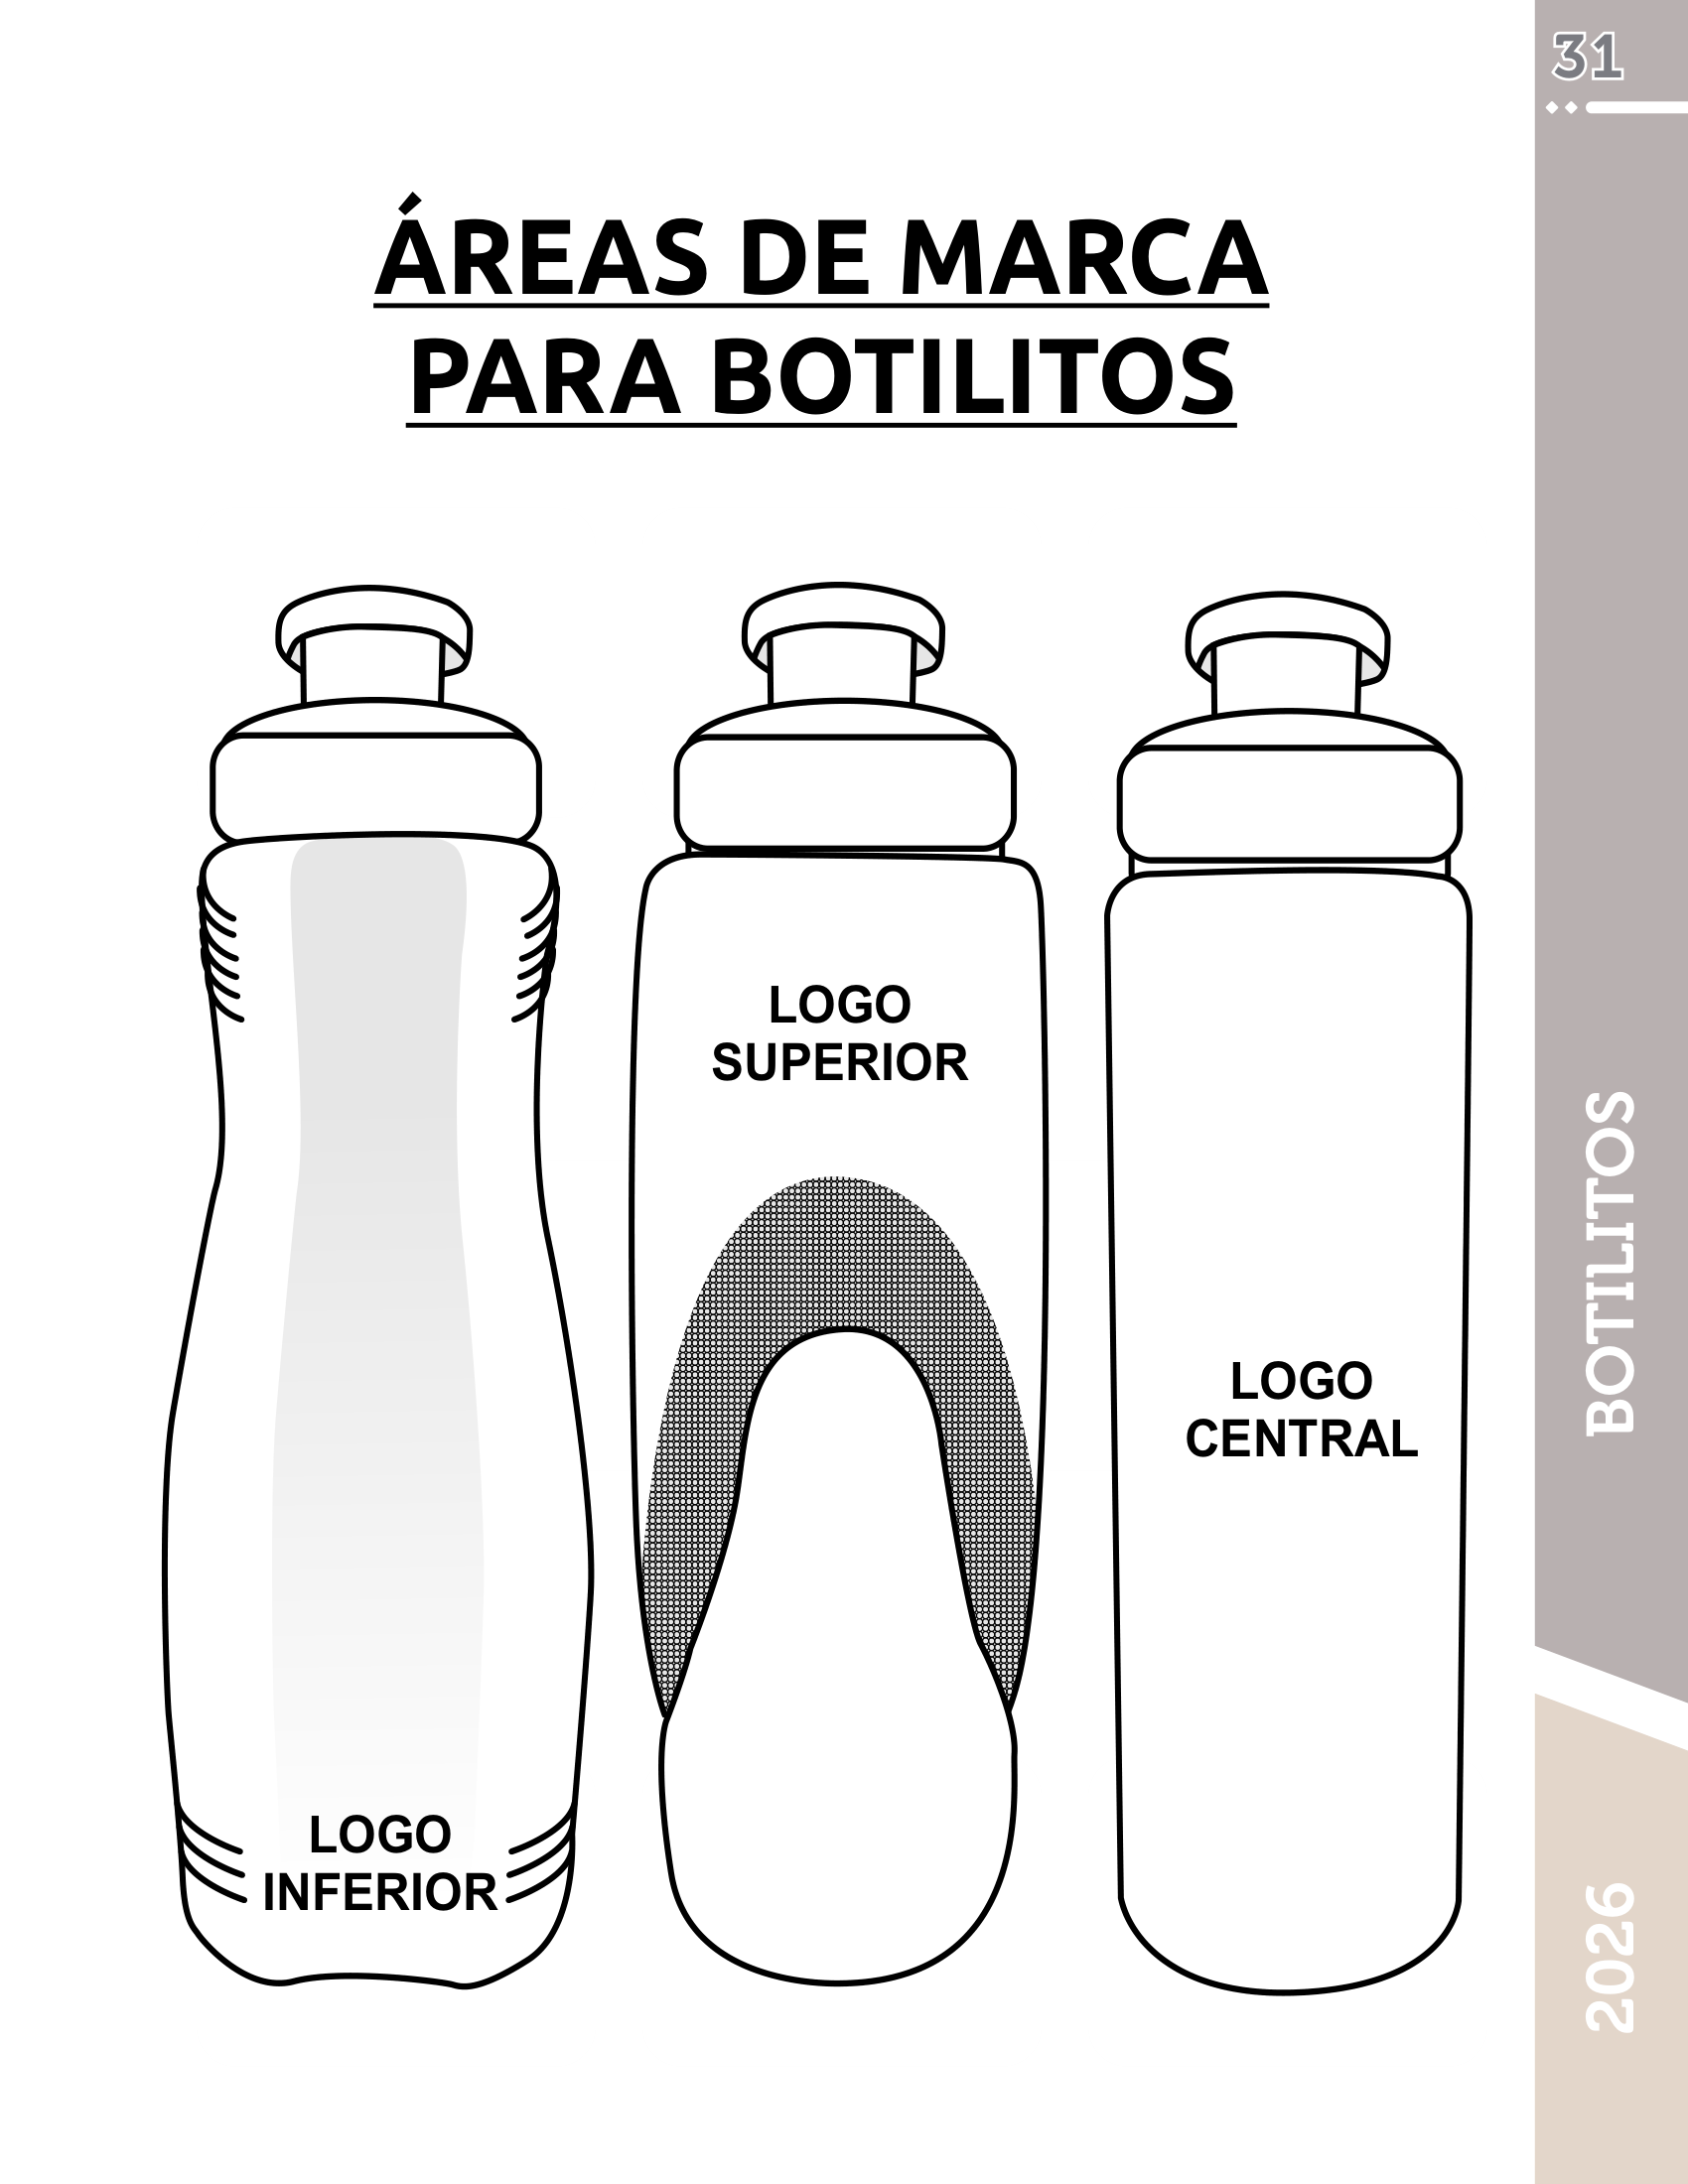 31
ÁREAS DE MARCA
PARA BOTILITOS
LOGO
SUPERIOR
LOGO
CENTRAL
LOGO
INFERIOR
BOTILITOS
2026